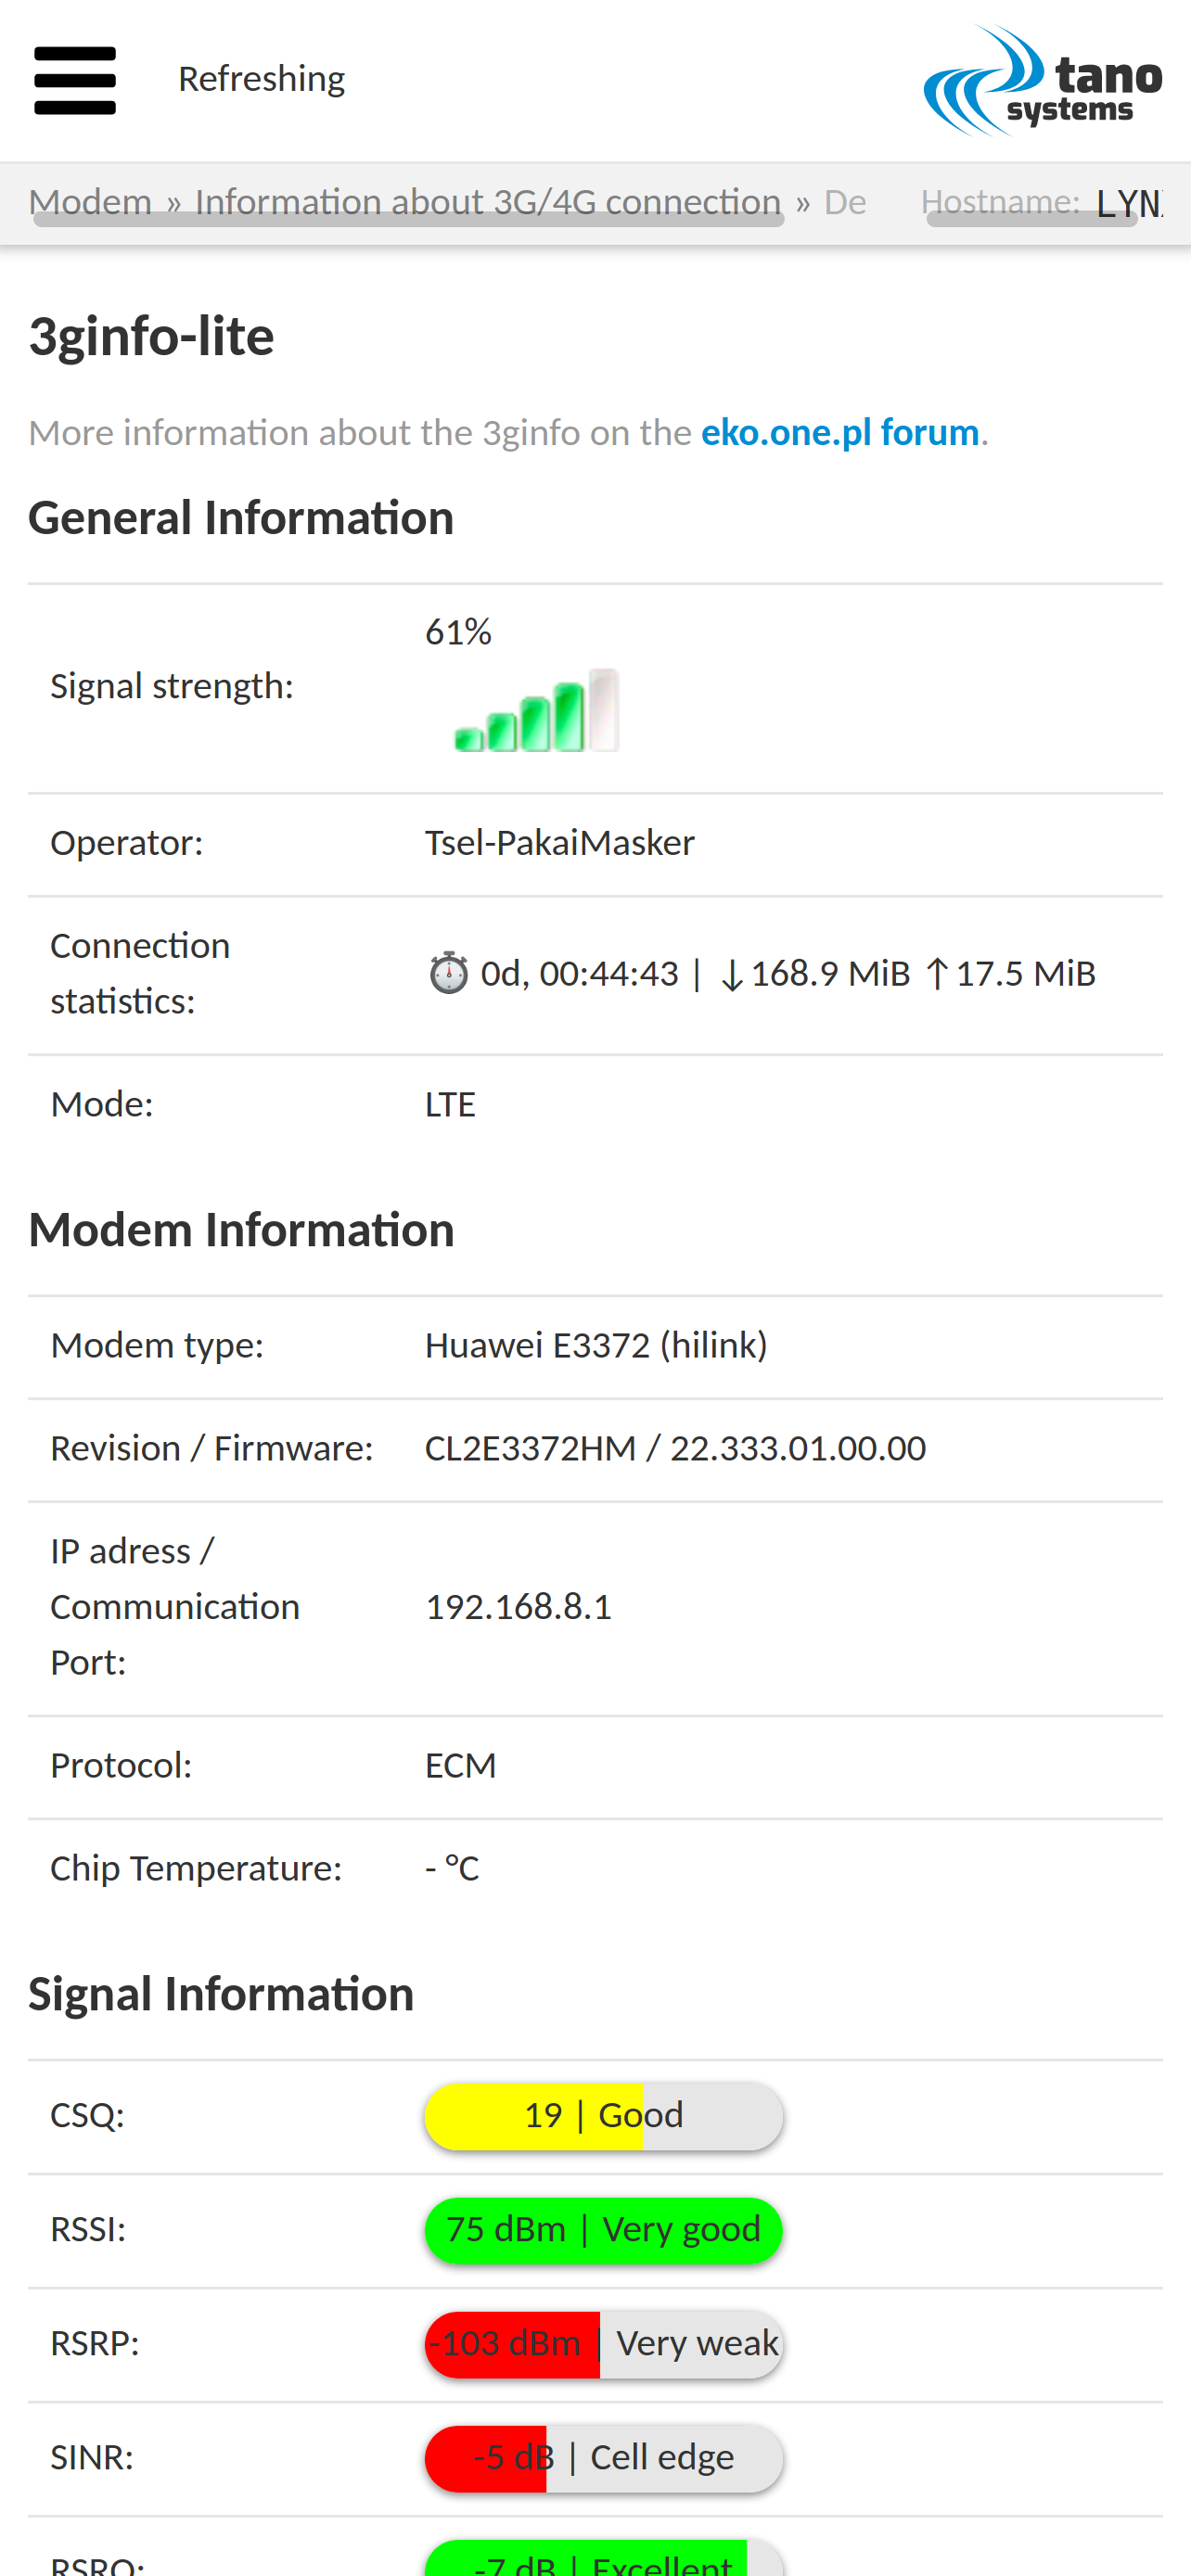 Refreshing
tano
systems
Modem » Information about 3G/4G connection » De
Hostname: LYN
3ginfo-lite
More information about the 3ginfo on the eko.one.pl forum.
General Information
Signal strength:
61%
Operator:
Tsel-PakaiMasker
Connection
statistics:
0d, 00:44:43 | ↓168.9 MiB ↑17.5 MiB
Mode:
LTE
Modem Information
Modem type:
Huawei E3372 (hilink)
Revision / Firmware:
CL2E3372HM / 22.333.01.00.00
IP adress /
Communication
Port:
192.168.8.1
Protocol:
ECM
Chip Temperature:
- °C
Signal Information
CSQ:
19 | Good
RSSI:
75 dBm | Very good
RSRP:
-103 dBm | Very weak
SINR:
-5 dB | Cell edge
RSRQ:
-7 dB | Excellent